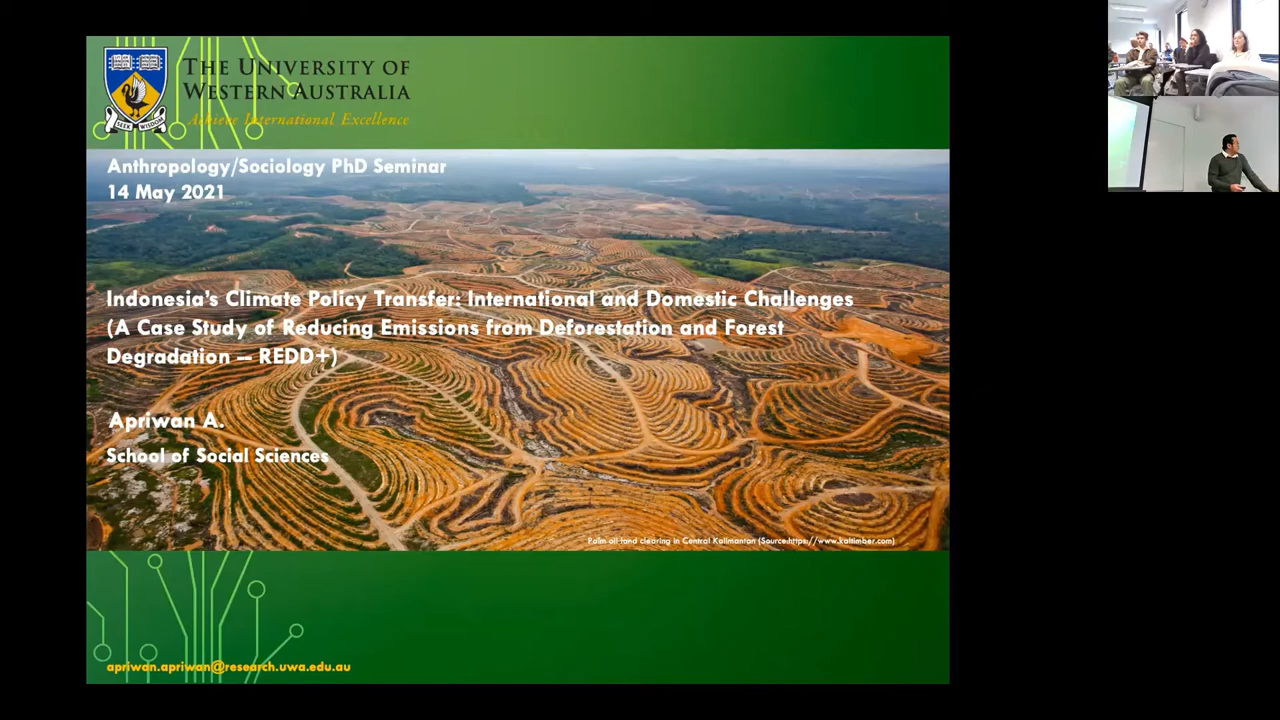 THE UNIVERSITY OF
WESTERN AUSTRALIA
Achieve International Excellence
SEEK WISDOM
Anthropology/Sociology PhD Seminar
14 May 2021
Indonesia's Climate Policy Transfer: International and Domestic Challenges
(A Case Study of Reducing Emissions from Deforestation and Forest
Degradation — REDD+)
Apriwan A.
School of Social Sciences
Palm oil land clearing in Central Kalimantan (Source:https://www.kaltimber.com)
apriwan.apriwan@research.uwa.edu.au